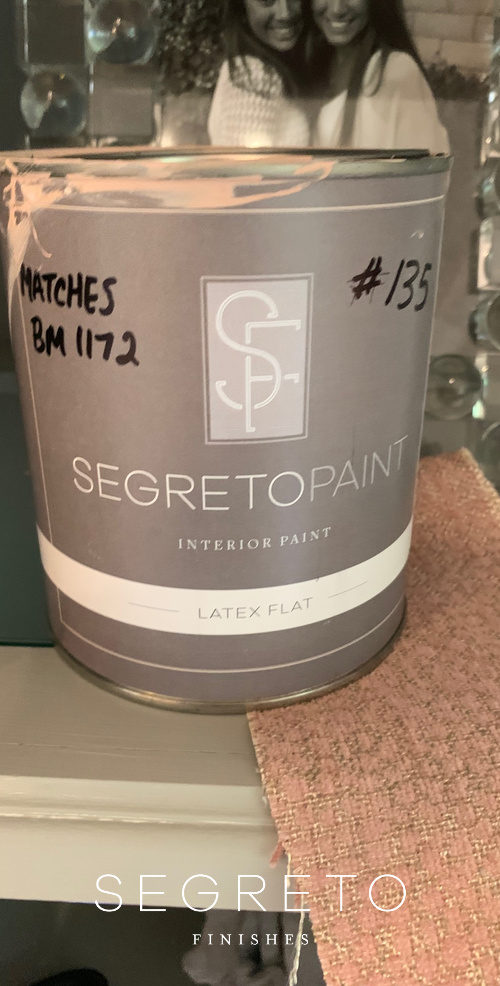 MATCHES
BM 1172
#135
SF
SEGRETOPAINT
INTERIOR PAINT
LATEX FLAT
SEGRETO
FINISHES